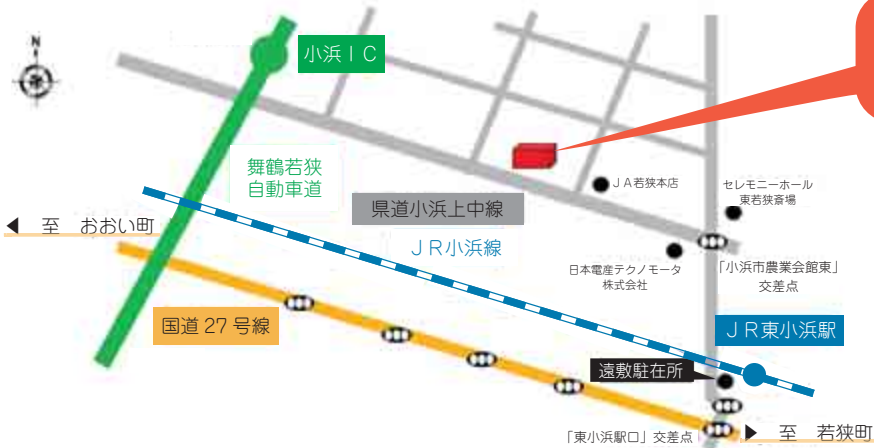 N
小浜IC
舞鶴若狭
自動車道
JA若狭本店
セレモニーホール
東若狭斎場
県道小浜上中線
◀ 至 おおい町
JR小浜線
日本電産テクノモータ
株式会社
「小浜市農業会館東」
交差点
国道27号線
JR東小浜駅
遠敷駐在所
「東小浜駅口」交差点
▶ 至 若狭町